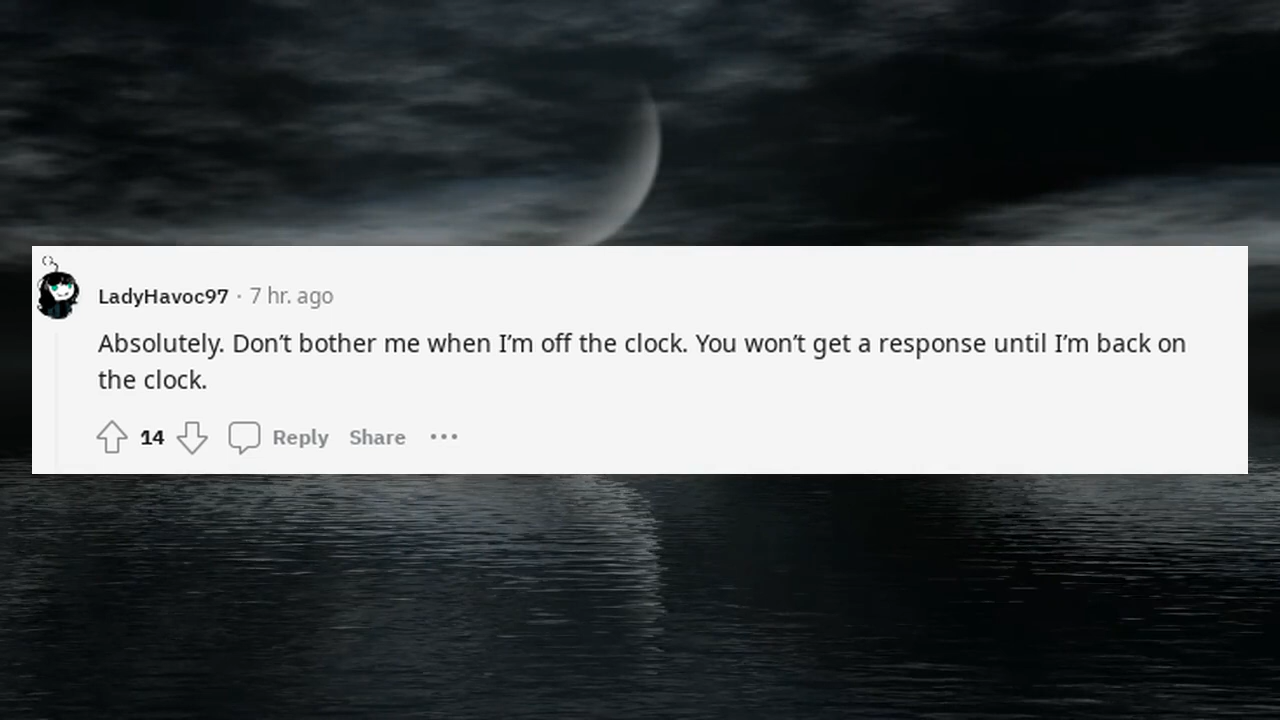 LadyHavoc97 · 7 hr. ago
Absolutely. Don’t bother me when I’m off the clock. You won’t get a response until I’m back on
the clock.
14 Reply Share •••